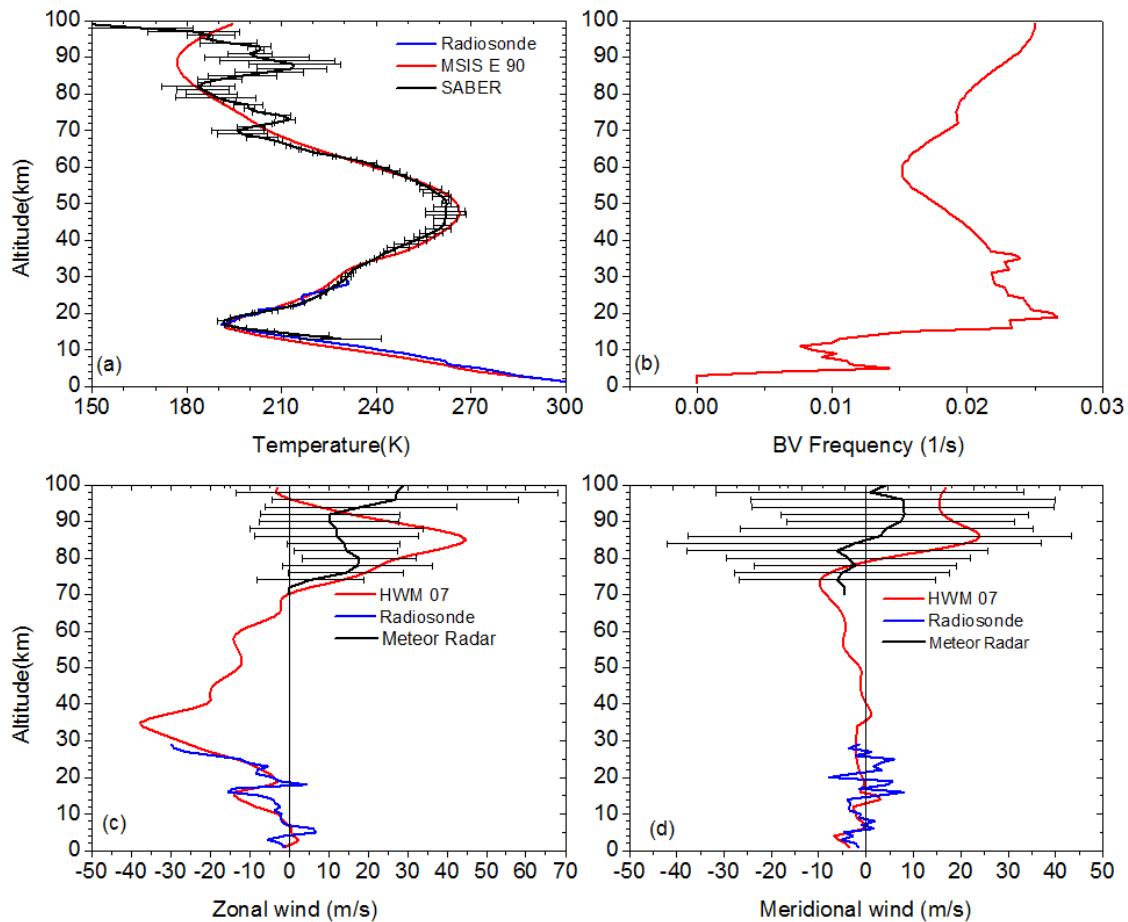 100
90
80
70
60
50
40
30
20
10
0
Altitude(km)
Radiosonde
MSIS E 90
SABER
(a)
150 180 210 240 270 300
Temperature(K)
100
90
80
70
60
50
40
30
20
10
0
Altitude(km)
(b)
0.00 0.01 0.02 0.03
BV Frequency (1/s)
100
90
80
70
60
50
40
30
20
10
0
Altitude(km)
HWM 07
Radiosonde
Meteor Radar
(c)
-50 -40 -30 -20 -10 0 10 20 30 40 50 60 70
Zonal wind (m/s)
100
90
80
70
60
50
40
30
20
10
0
Altitude(km)
HWM 07
Radiosonde
Meteor Radar
(d)
-50 -40 -30 -20 -10 0 10 20 30 40 50
Meridional wind (m/s)